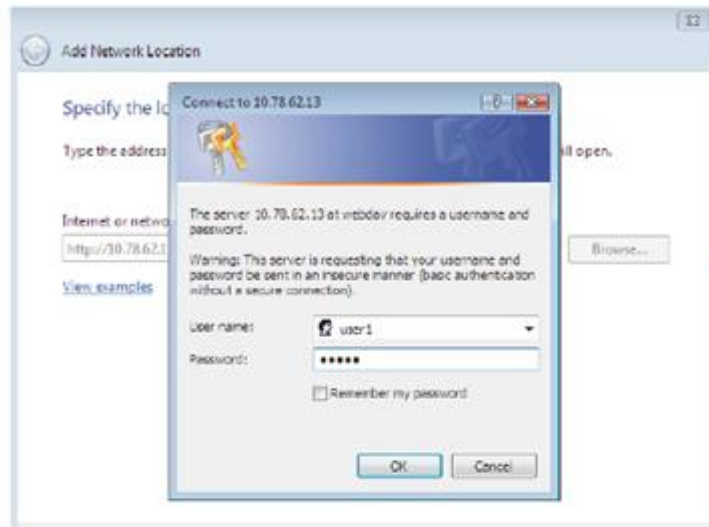 Add Network Location
Specify the lo
Type the address
ill open.
Internet or netwo
http://10.78.62.1
Browse...
View examples
Connect to 10.78.62.13
The server 10.78.62.13 at webdav requires a username and
password.
Warning: This server is requesting that your username and
password be sent in an insecure manner (basic authentication
without a secure connection).
User name:
user1
Password:
•••••
Remember my password
OK
Cancel